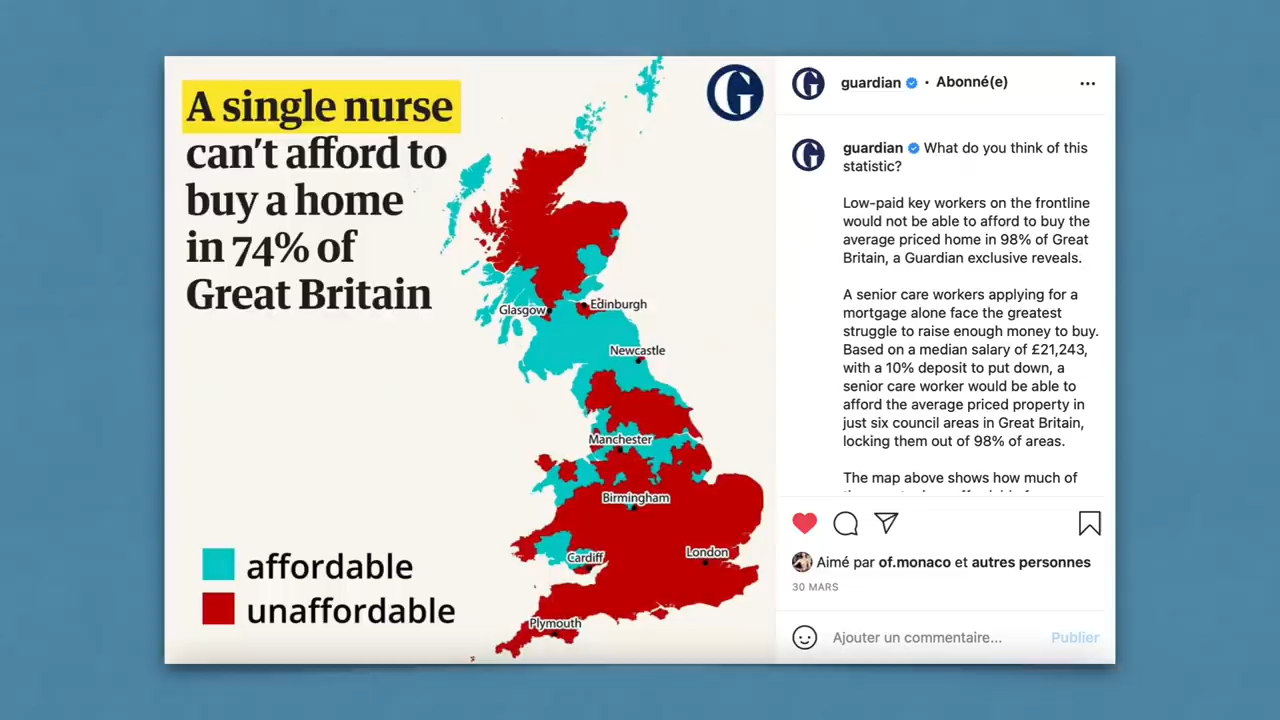 A single nurse
can't afford to
buy a home
in 74% of
Great Britain
G
Glasgow
Edinburgh
Newcastle
Manchester
Birmingham
Cardiff
London
Plymouth
affordable
unaffordable
guardian · Abonné(e)
guardian What do you think of this
statistic?
Low-paid key workers on the frontline
would not be able to afford to buy the
average priced home in 98% of Great
Britain, a Guardian exclusive reveals.
A senior care workers applying for a
mortgage alone face the greatest
struggle to raise enough money to buy.
Based on a median salary of £21,243,
with a 10% deposit to put down, a
senior care worker would be able to
afford the average priced property in
just six council areas in Great Britain,
locking them out of 98% of areas.
The map above shows how much of
Aimé par of.monaco et autres personnes
30 MARS
Ajouter un commentaire...
Publier